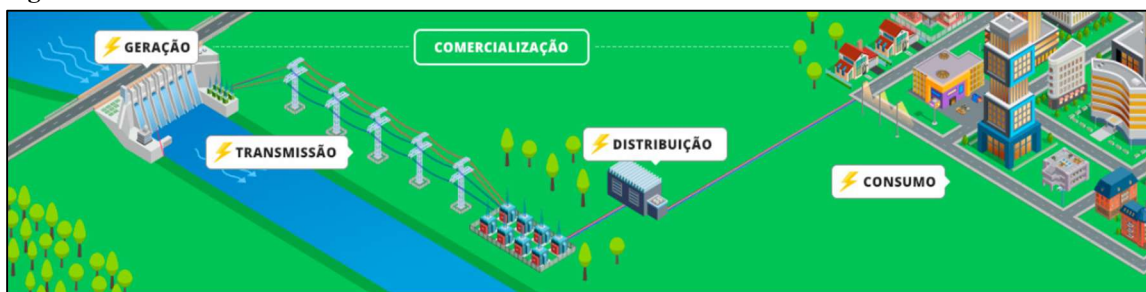 GERAÇÃO
COMERCIALIZAÇÃO
TRANSMISSÃO
DISTRIBUIÇÃO
CONSUMO